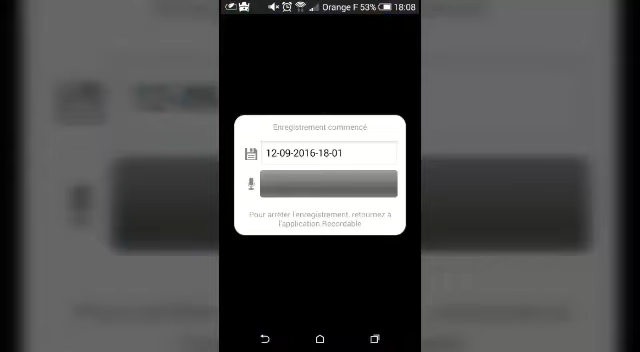 Orange F 53% 18:08
Enregistrement commencé
12-09-2016-18-01
Pour arrêter l'enregistrement, retournez à
l'application Recordable